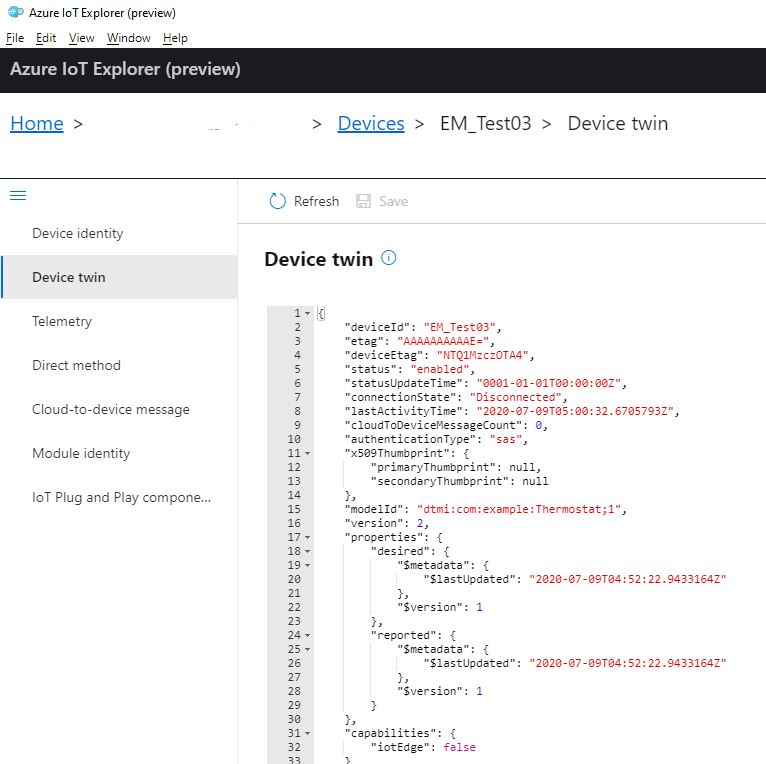 Azure IoT Explorer (preview)
File Edit View Window Help
Azure IoT Explorer (preview)
Home > > Devices > EM_Test03 > Device twin
Refresh Save
Device identity
Device twin
Telemetry
Direct method
Cloud-to-device message
Module identity
IoT Plug and Play compone...
Device twin
1 {
2 "deviceId": "EM_Test03",
3 "etag": "AAAAAAAAAAE=",
4 "deviceEtag": "NTQ1MzczOTA4",
5 "status": "enabled",
6 "statusUpdateTime": "0001-01-01T00:00:00Z",
7 "connectionState": "Disconnected",
8 "lastActivityTime": "2020-07-09T05:00:32.6705793Z",
9 "cloudToDeviceMessageCount": 0,
10 "authenticationType": "sas",
11 "x509Thumbprint": {
12 "primaryThumbprint": null,
13 "secondaryThumbprint": null
14 },
15 "modelId": "dtmi:com:example:Thermostat;1",
16 "version": 2,
17 "properties": {
18 "desired": {
19 "$metadata": {
20 "$lastUpdated": "2020-07-09T04:52:22.9433164Z"
21 },
22 "$version": 1
23 },
24 "reported": {
25 "$metadata": {
26 "$lastUpdated": "2020-07-09T04:52:22.9433164Z"
27 },
28 "$version": 1
29 }
30 },
31 "capabilities": {
32 "iotEdge": false
33 }